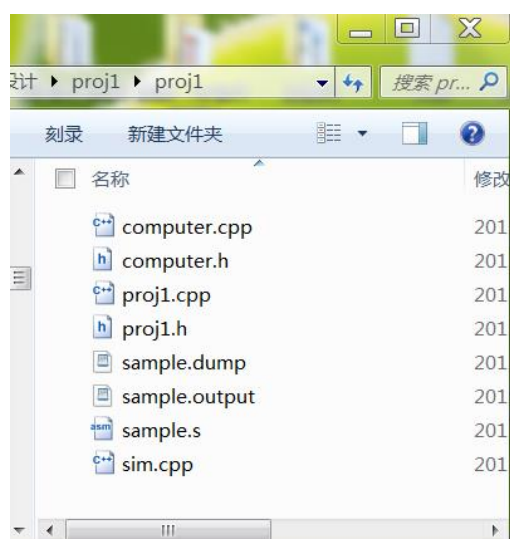 设计 ▸ proj1 ▸ proj1 搜索 pr...
刻录 新建文件夹
名称 修改
computer.cpp 201
computer.h 201
proj1.cpp 201
proj1.h 201
sample.dump 201
sample.output 201
sample.s 201
sim.cpp 201